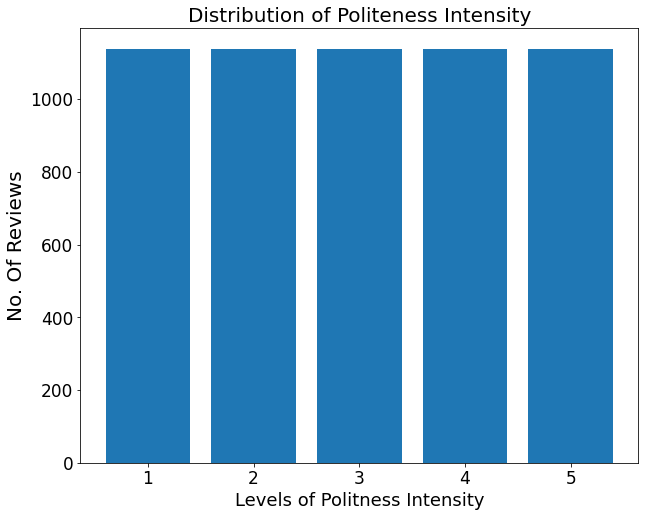 Distribution of Politeness Intensity
No. Of Reviews
1000
800
600
400
200
0
1 2 3 4 5
Levels of Politness Intensity